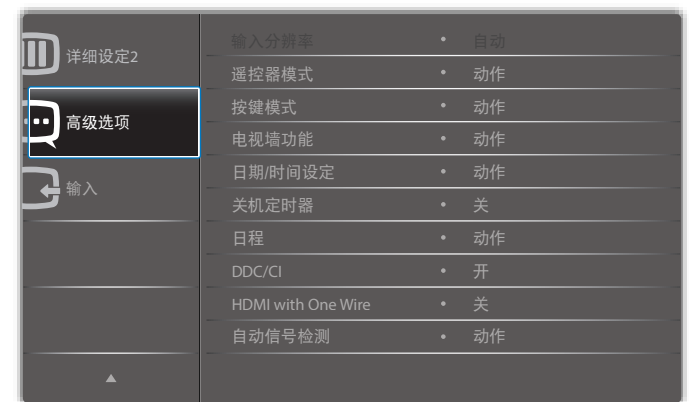 详细设定2
高级选项
输入
输入分辨率 • 自动
遥控器模式 • 动作
按键模式 • 动作
电视墙功能 • 动作
日期/时间设定 • 动作
关机定时器 • 关
日程 • 动作
DDC/CI • 开
HDMI with One Wire • 关
自动信号检测 • 动作